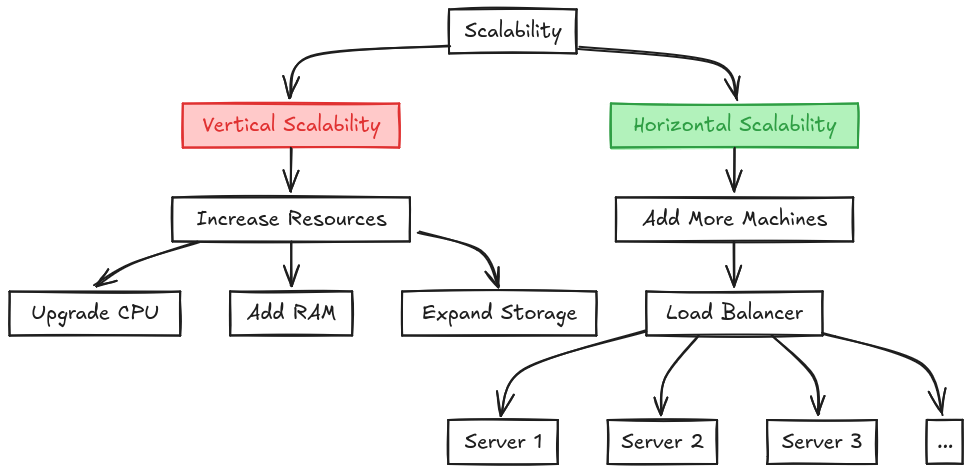 Scalability
Vertical Scalability
Horizontal Scalability
Increase Resources
Add More Machines
Upgrade CPU
Add RAM
Expand Storage
Load Balancer
Server 1
Server 2
Server 3
...